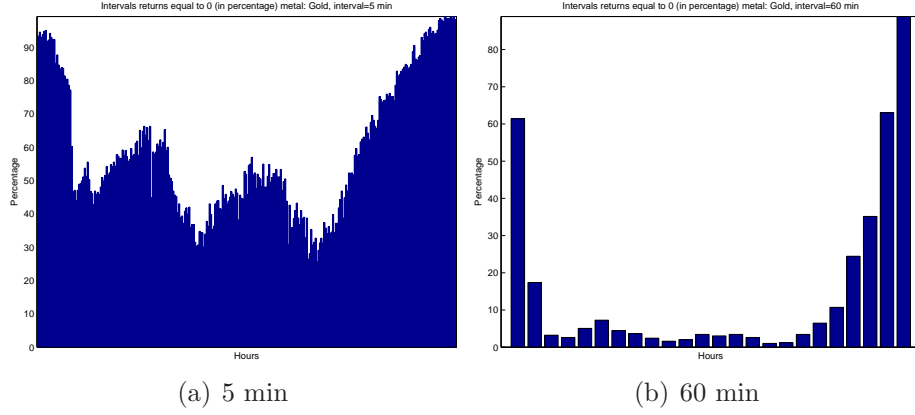 Intervals returns equal to 0 (in percentage) metal: Gold, interval=5 min
90
80
70
60
50
40
30
20
10
0
Percentage
Hours
(a) 5 min
Intervals returns equal to 0 (in percentage) metal: Gold, interval=60 min
80
70
60
50
40
30
20
10
0
Percentage
Hours
(b) 60 min